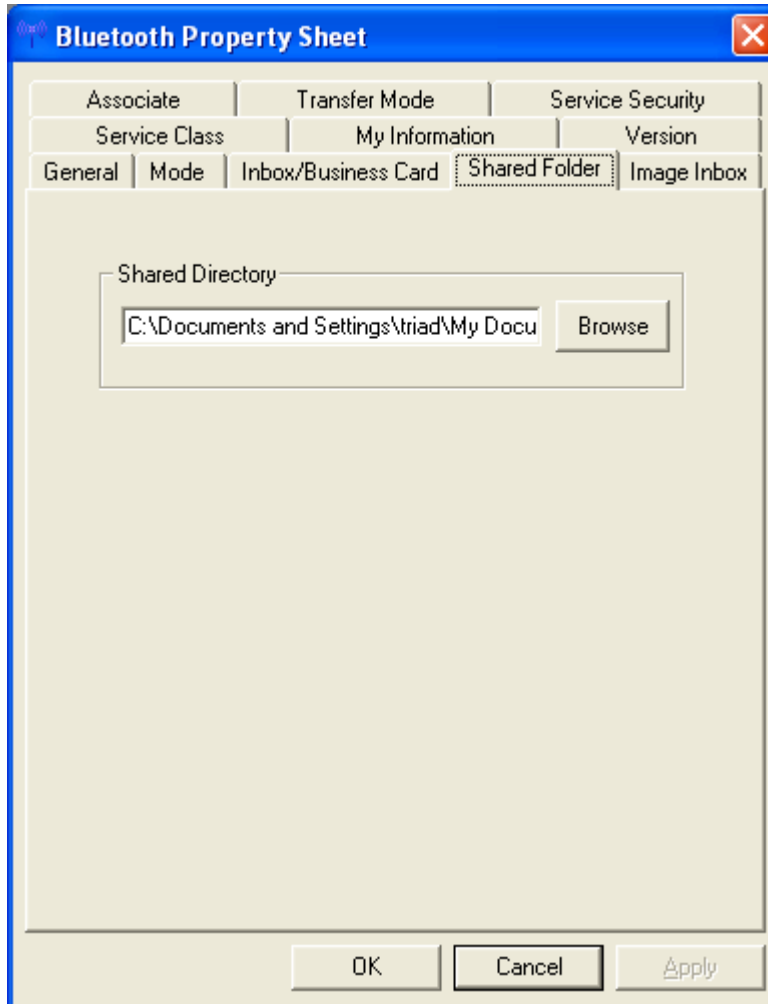 Bluetooth Property Sheet
Associate Transfer Mode Service Security
Service Class My Information Version
General Mode Inbox/Business Card Shared Folder Image Inbox
Shared Directory
C:\Documents and Settings\triad\My Docu Browse
OK Cancel Apply